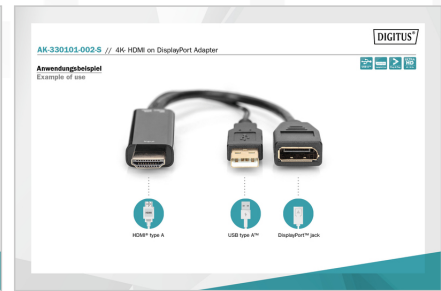 DIGITUS®
AK-330101-002-S // 4K- HDMI on DisplayPort Adapter
Anwendungsbeispiel
Example of use
HDMI™ type A
USB type A™
DisplayPort™ jack